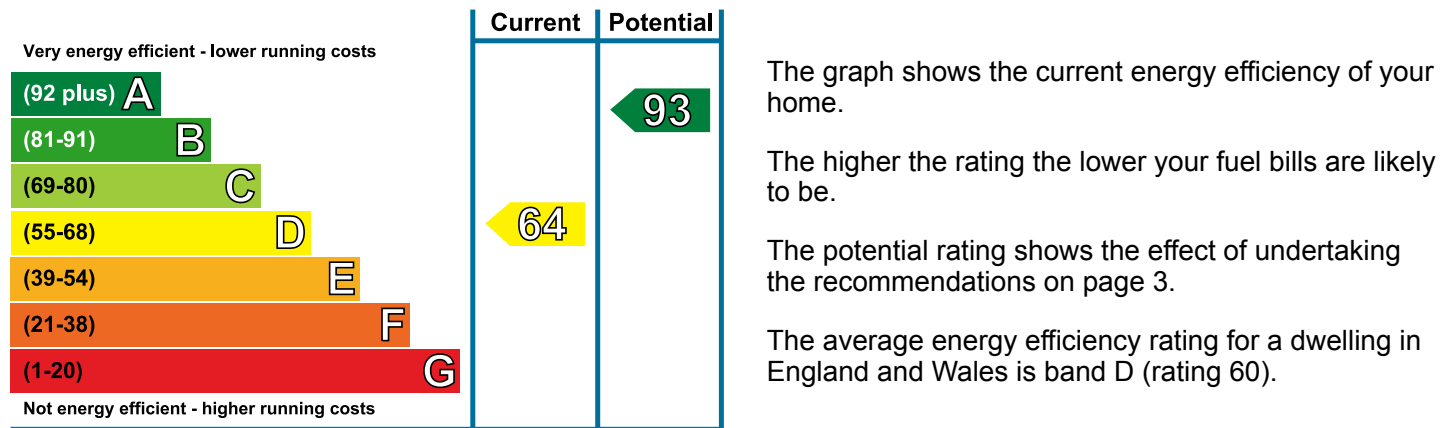 Current Potential
Very energy efficient - lower running costs
(92 plus) A
93
(81-91) B
(69-80) C
(55-68) D
64
(39-54) E
(21-38) F
(1-20) G
Not energy efficient - higher running costs
The graph shows the current energy efficiency of your
home.
The higher the rating the lower your fuel bills are likely
to be.
The potential rating shows the effect of undertaking
the recommendations on page 3.
The average energy efficiency rating for a dwelling in
England and Wales is band D (rating 60).